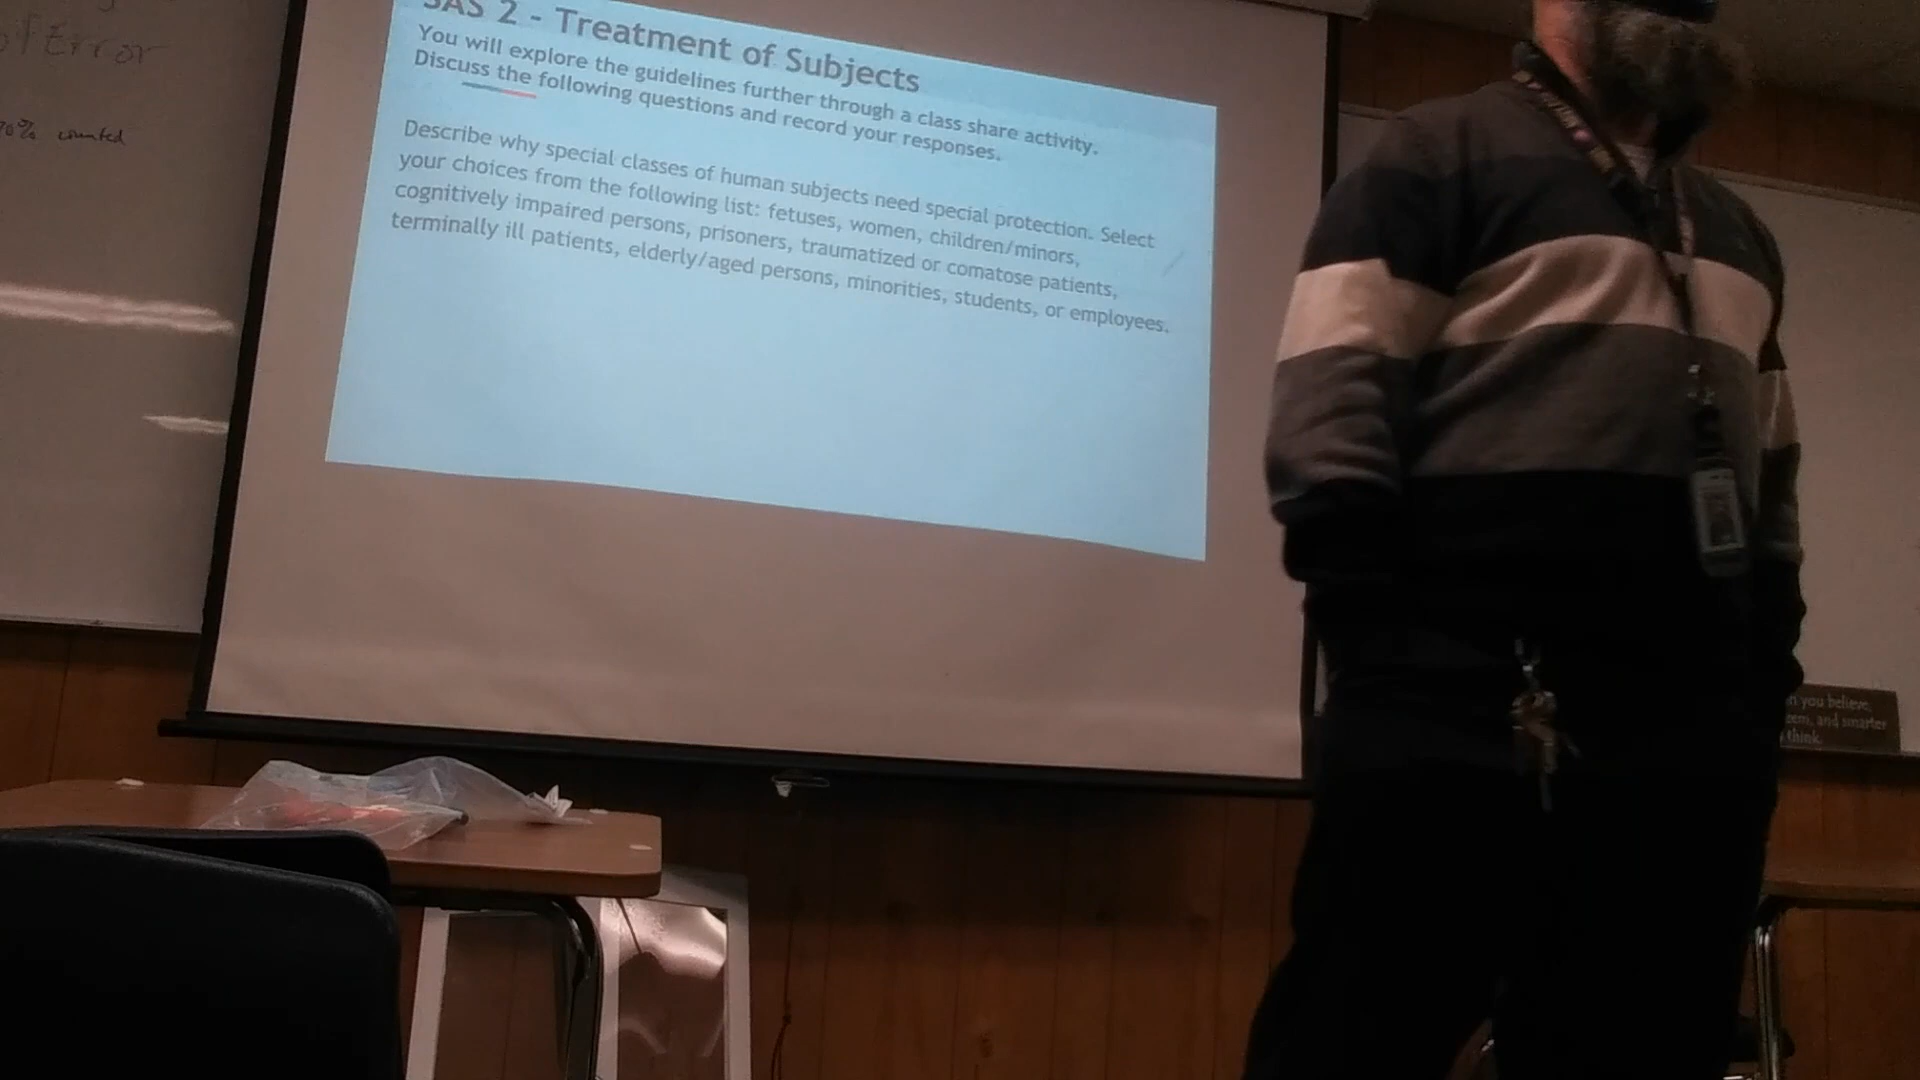 of Error
70% counted
SAS 2 - Treatment of Subjects
You will explore the guidelines further through a class share activity.
Discuss the following questions and record your responses.
Describe why special classes of human subjects need special protection. Select
your choices from the following list: fetuses, women, children/minors,
cognitively impaired persons, prisoners, traumatized or comatose patients,
terminally ill patients, elderly/aged persons, minorities, students, or employees.
you believe,
and smarter
think.